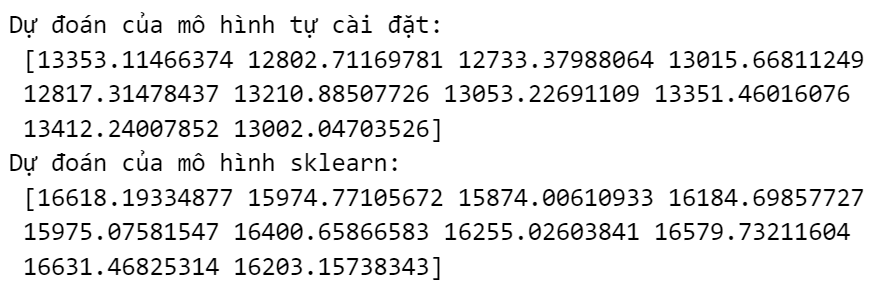 Dự đoán của mô hình tự cài đặt:
[13353.11466374 12802.71169781 12733.37988064 13015.66811249
12817.31478437 13210.88507726 13053.22691109 13351.46016076
13412.24007852 13002.04703526]
Dự đoán của mô hình sklearn:
[16618.19334877 15974.77105672 15874.00610933 16184.69857727
15975.07581547 16400.65866583 16255.02603841 16579.73211604
16631.46825314 16203.15738343]